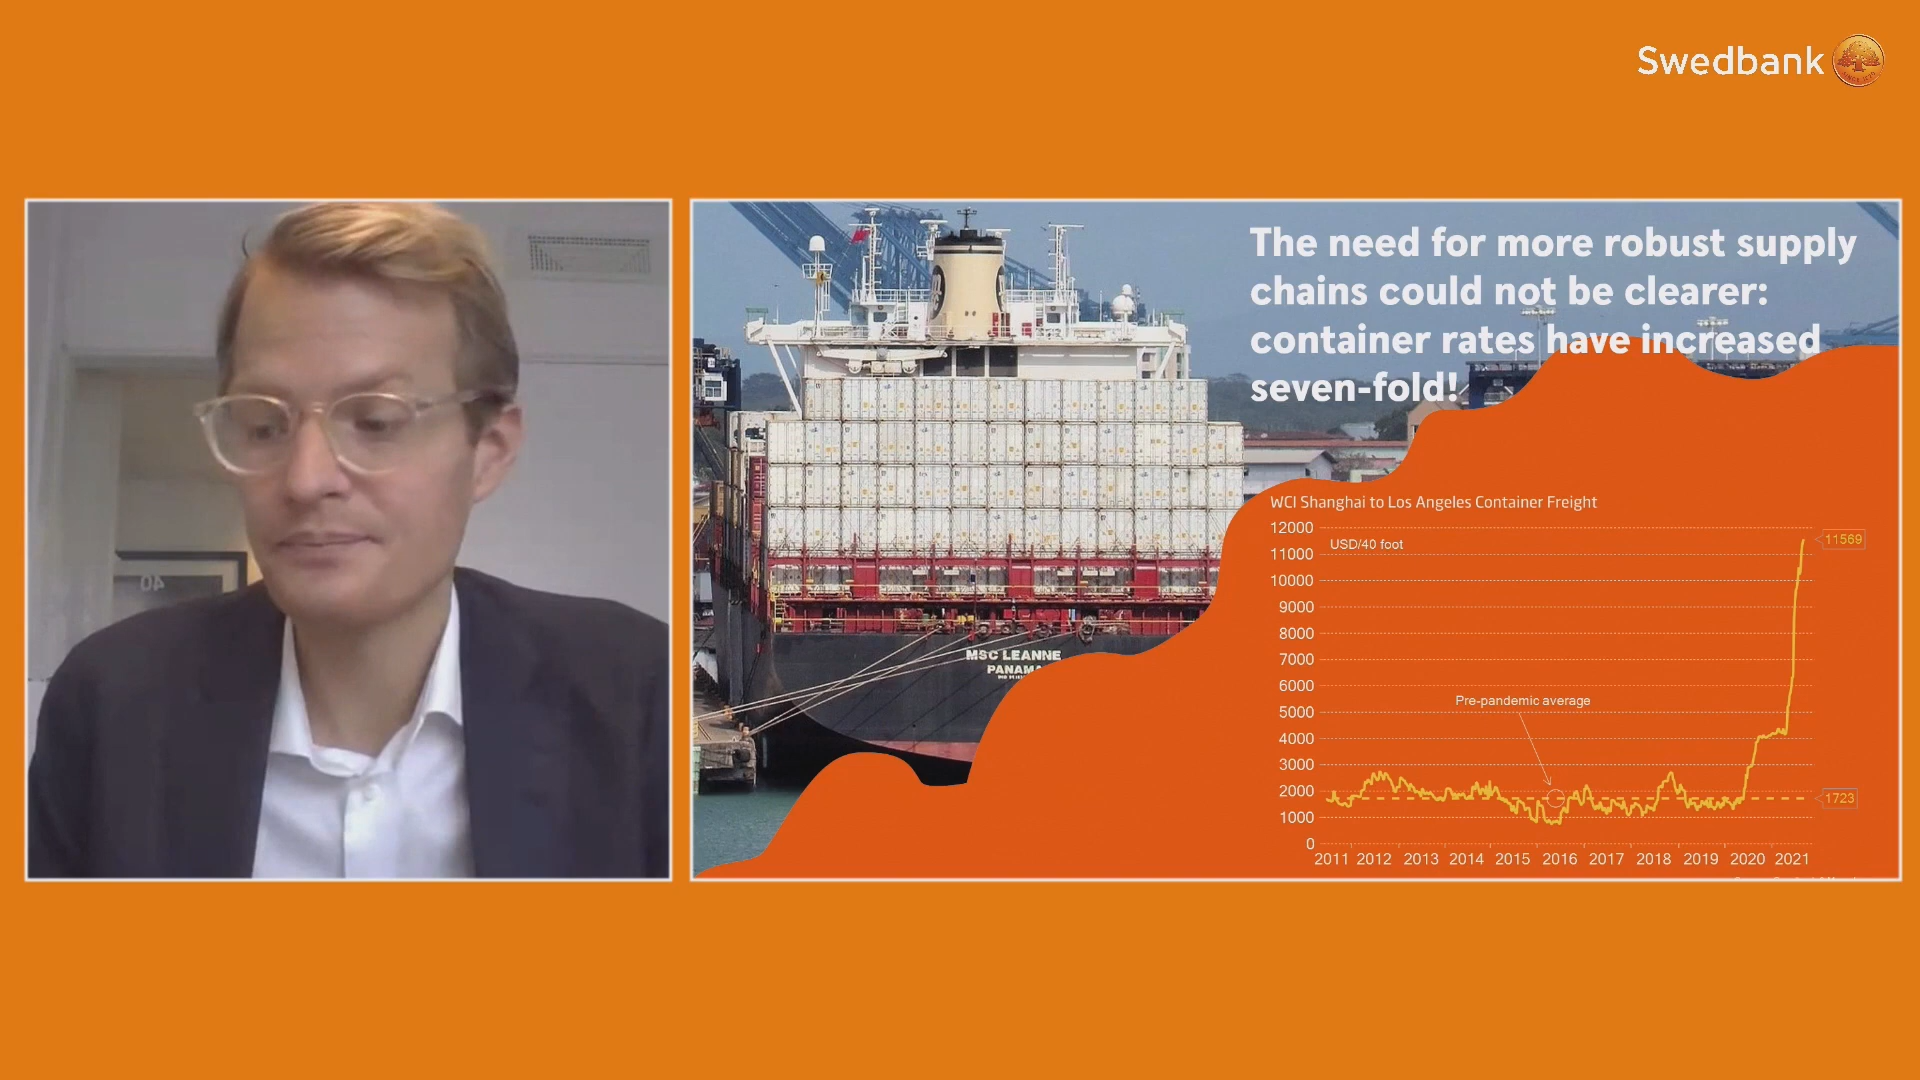 Swedbank
The need for more robust supply
chains could not be clearer:
container rates have increased
seven-fold!
MSC LEANNE
PANAMA
40
WCI Shanghai to Los Angeles Container Freight
USD/40 foot
12000
11000
10000
9000
8000
7000
6000
5000
4000
3000
2000
1000
0
Pre-pandemic average
11569
1723
2011 2012 2013 2014 2015 2016 2017 2018 2019 2020 2021